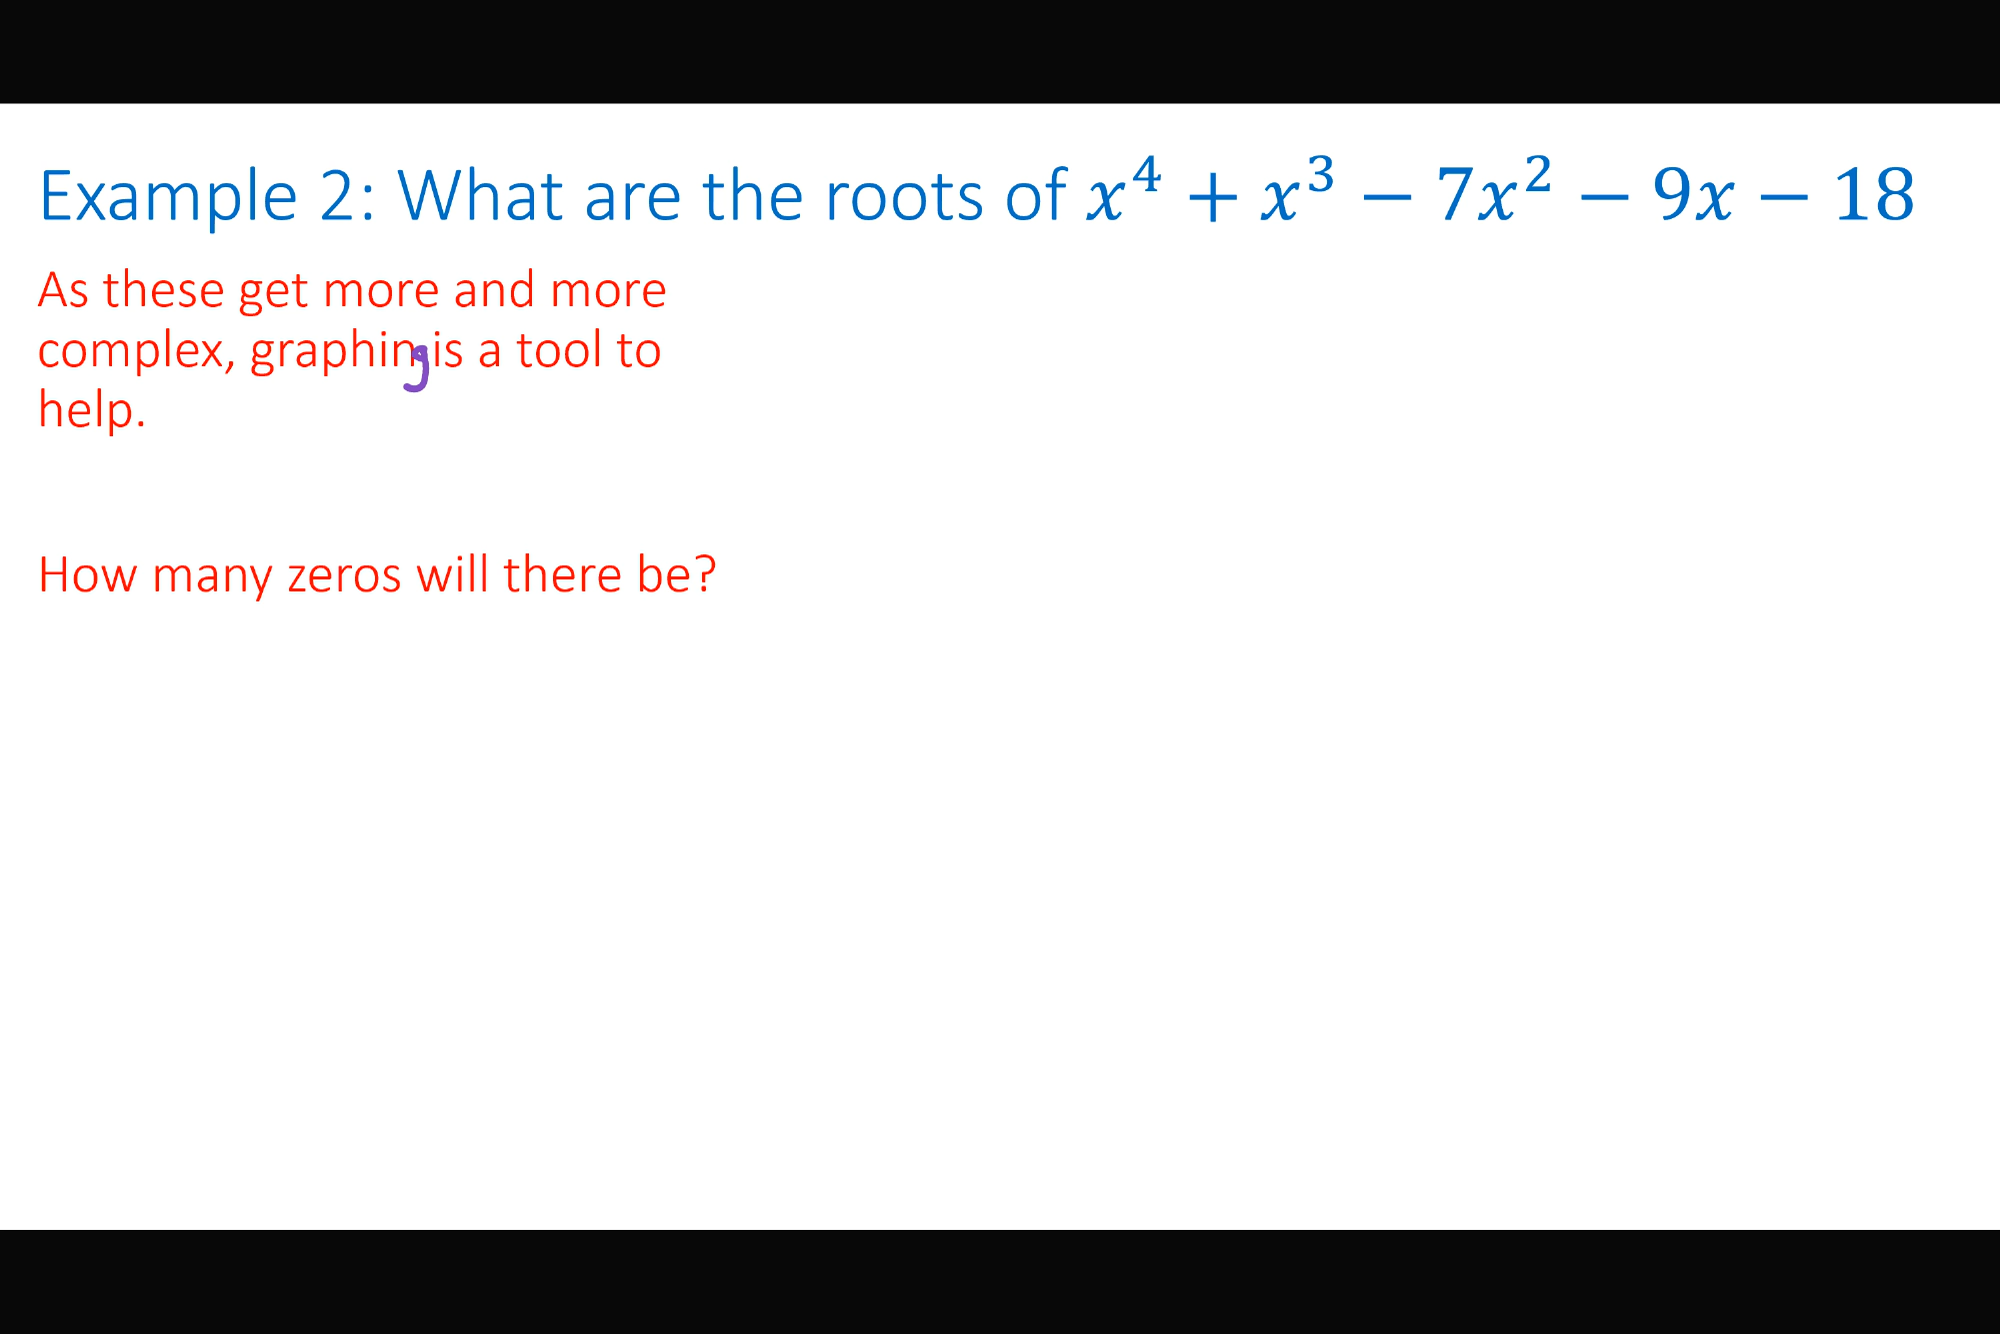 Example 2: What are the roots of x⁴ + x³ − 7x² − 9x − 18
As these get more and more
complex, graphing is a tool to
help.
How many zeros will there be?